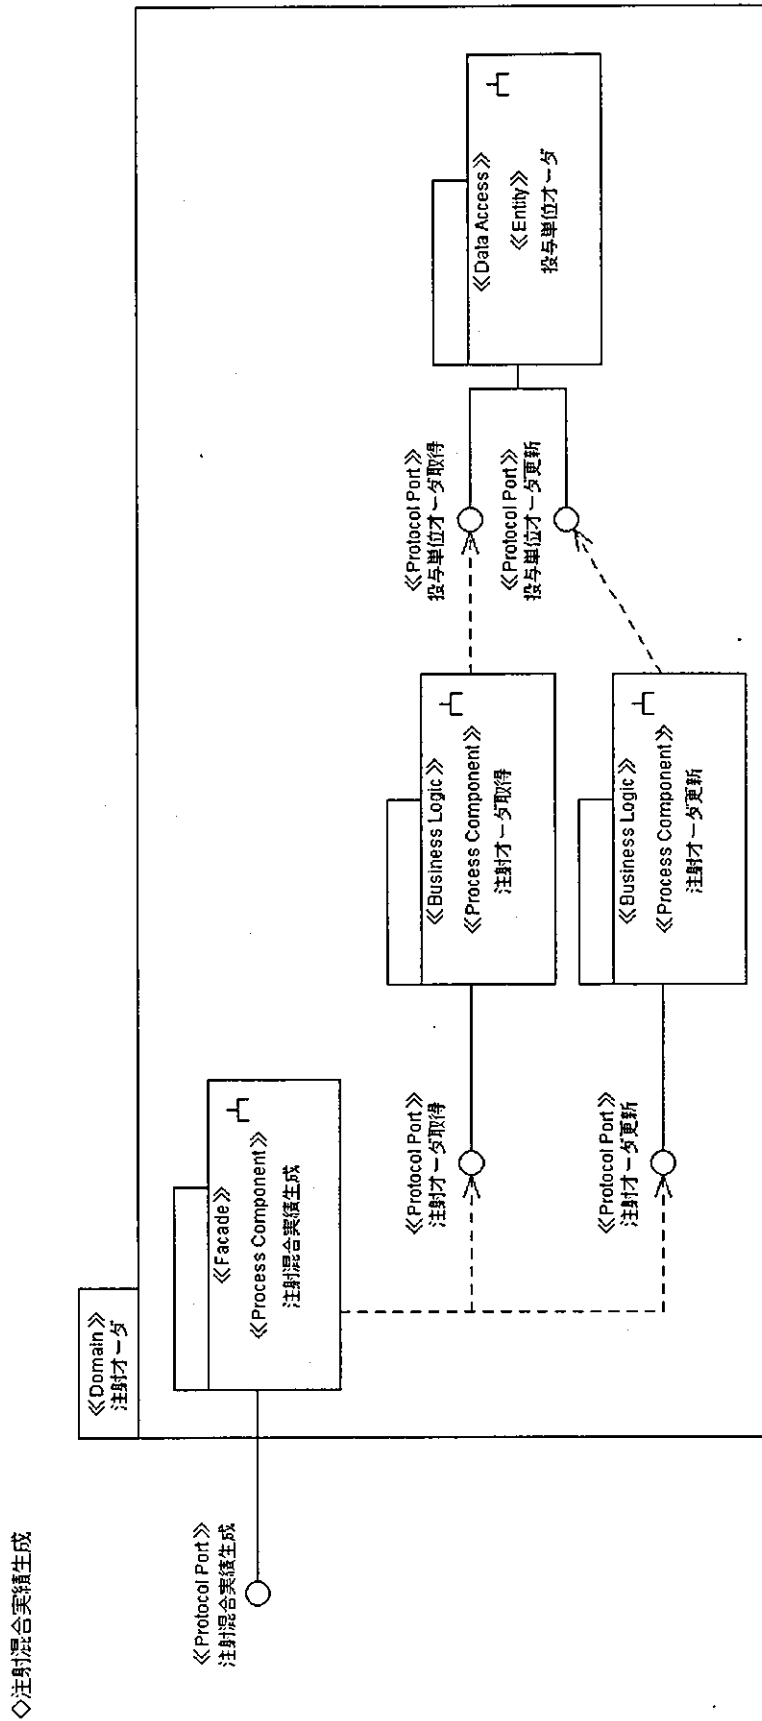 ◇注射混合実績生成
≪Domain≫
注射オーダ
≪Protocol Port≫
注射混合実績生成
≪Facade≫
≪Process Component≫
注射混合実績生成
≪Protocol Port≫
注射オーダ取得
≪Business Logic≫
≪Process Component≫
注射オーダ取得
≪Protocol Port≫
投与単位オーダ取得
≪Data Access≫
≪Entity≫
投与単位オーダ
≪Protocol Port≫
投与単位オーダ更新
≪Protocol Port≫
注射オーダ更新
≪Business Logic≫
≪Process Component≫
注射オーダ更新